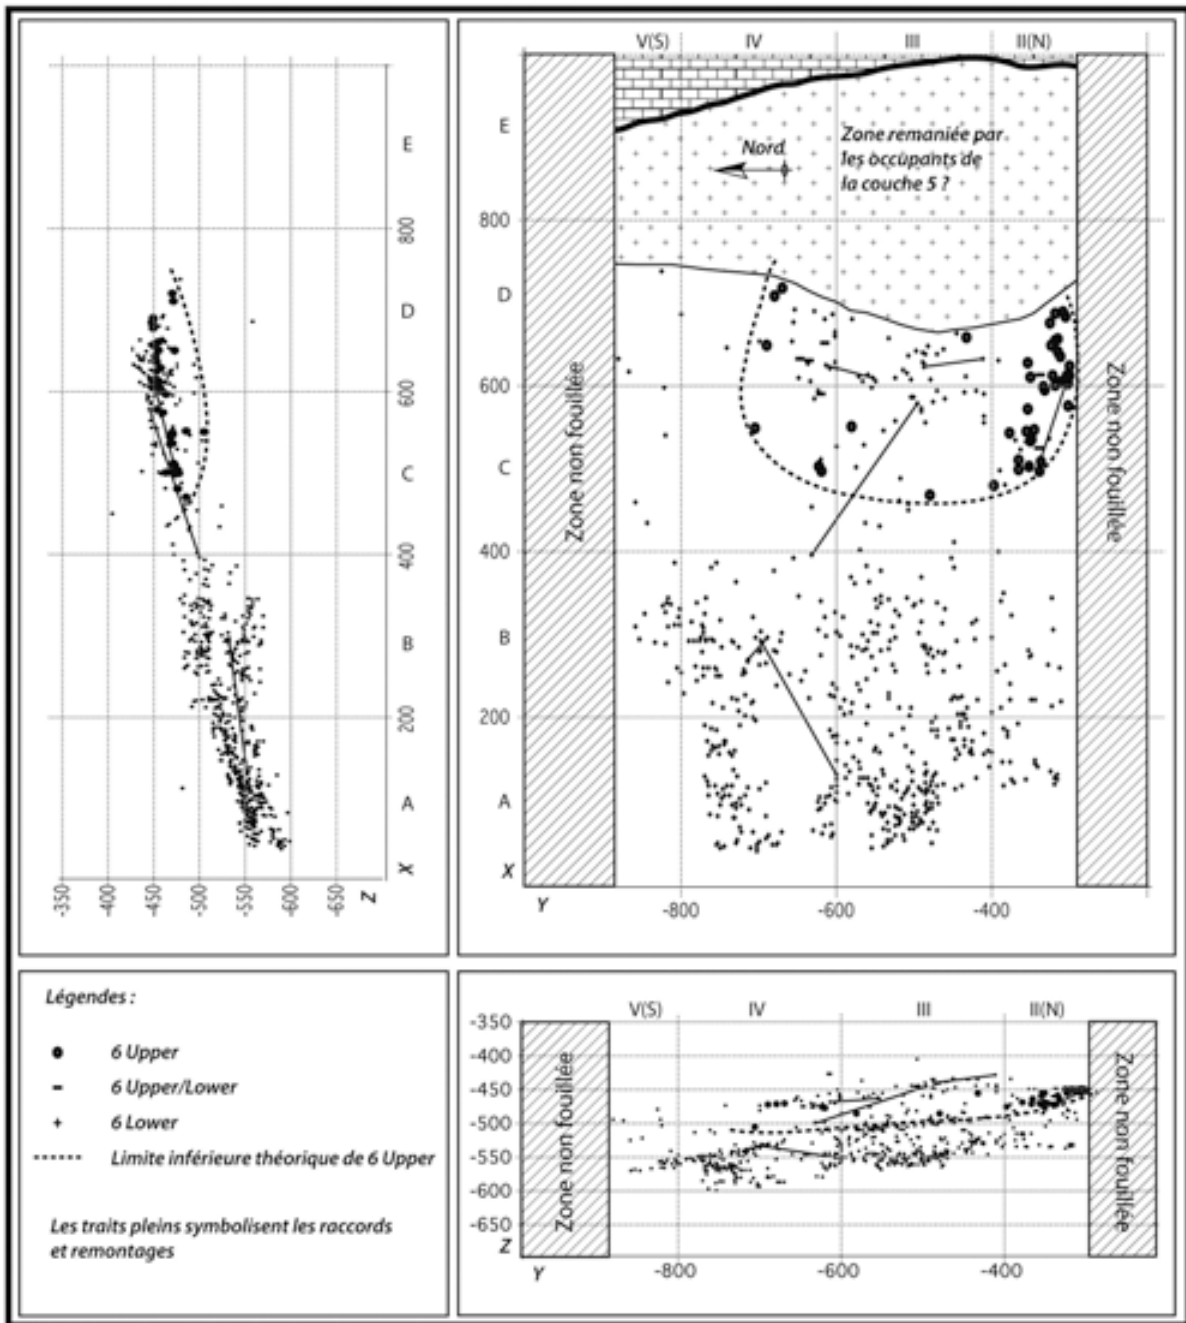 E
D
C
B
A
X
800
600
400
200
-350
-450
-500
-550
-600
-650
Z
V(S) IV III II(N)
E
Nord
Zone remaniée par
les occupants de
la couche 5 ?
800
D
600
C
400
B
200
A
X
Y
-800 -600 -400
Zone non fouillée
Zone non fouillée
Légendes :
6 Upper
6 Upper/Lower
6 Lower
Limite inférieure théorique de 6 Upper
Les traits pleins symbolisent les raccords
et remontages
V(S) IV III II(N)
-350
-400
-450
-500
-550
-600
-650
Z
Y
-800 -600 -400
Zone non fouillée
Zone non fouillée